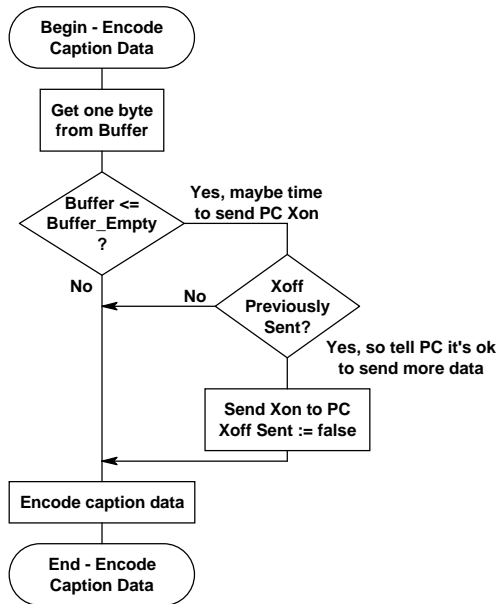 Begin - Encode
Caption Data
Get one byte
from Buffer
Buffer <=
Buffer_Empty
?
Yes, maybe time
to send PC Xon
No
No
Xoff
Previously
Sent?
Yes, so tell PC it's ok
to send more data
Send Xon to PC
Xoff Sent := false
Encode caption data
End - Encode
Caption Data